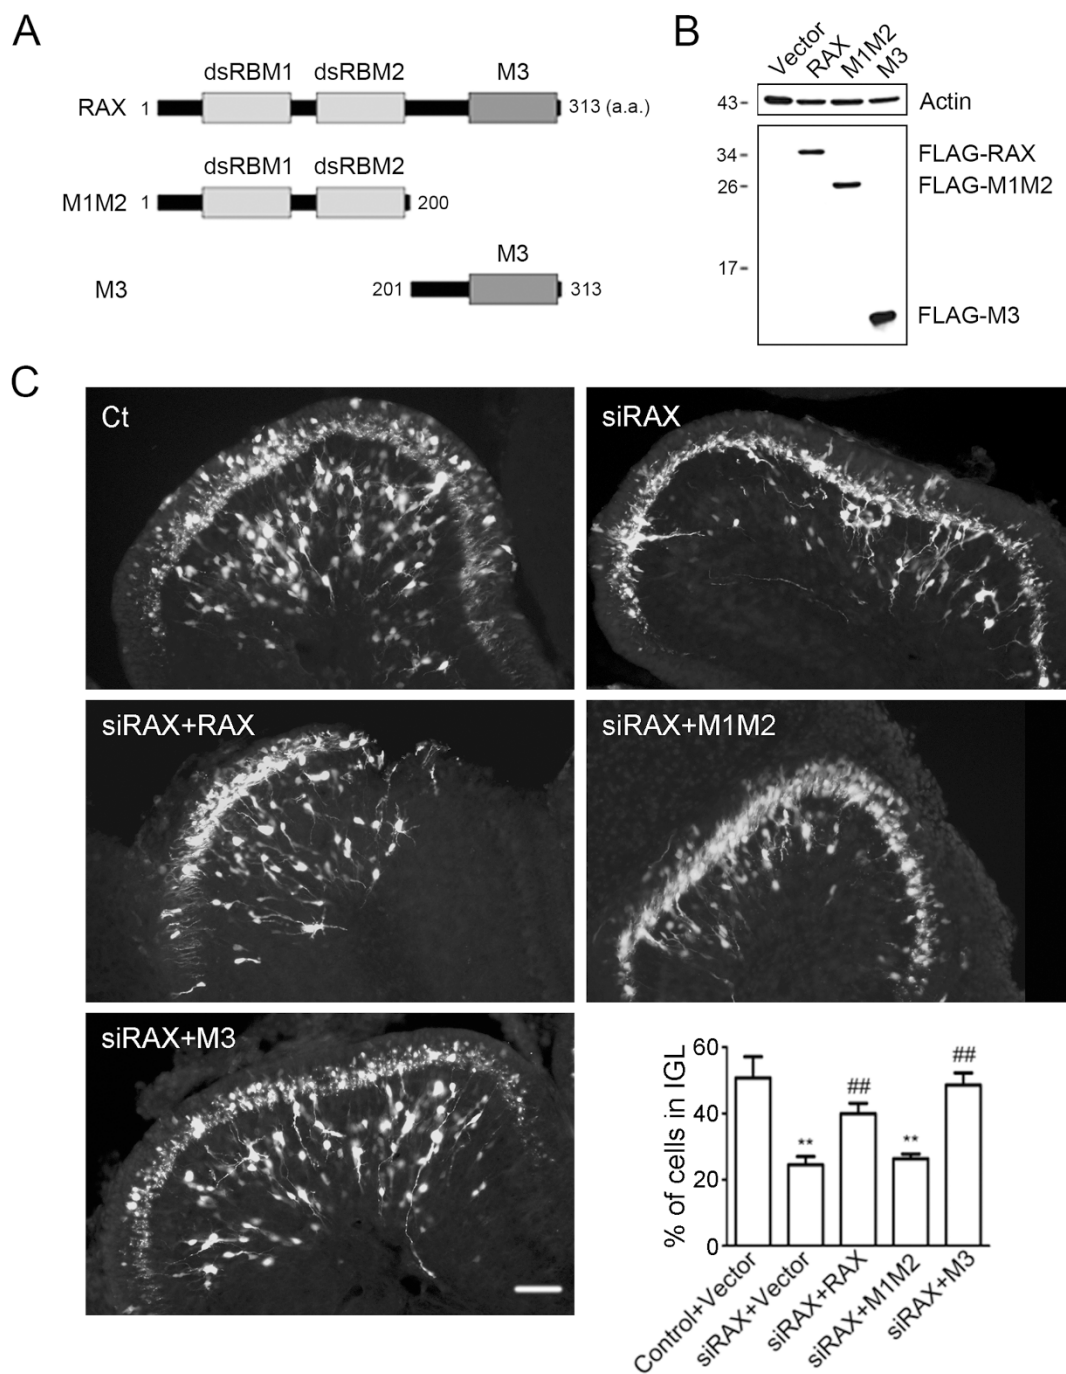 A
dsRBM1 dsRBM2 M3
RAX 1 313 (a.a.)
dsRBM1 dsRBM2
M1M2 1 200
M3
M3 201 313
B
Vector RAX M1M2 M3
43 Actin
34 FLAG-RAX
26 FLAG-M1M2
17
FLAG-M3
C
Ct
siRAX
siRAX+RAX
siRAX+M1M2
siRAX+M3
% of cells in IGL
60
40
20
0
**
##
**
##
Control+Vector
siRAX+Vector
siRAX+RAX
siRAX+M1M2
siRAX+M3